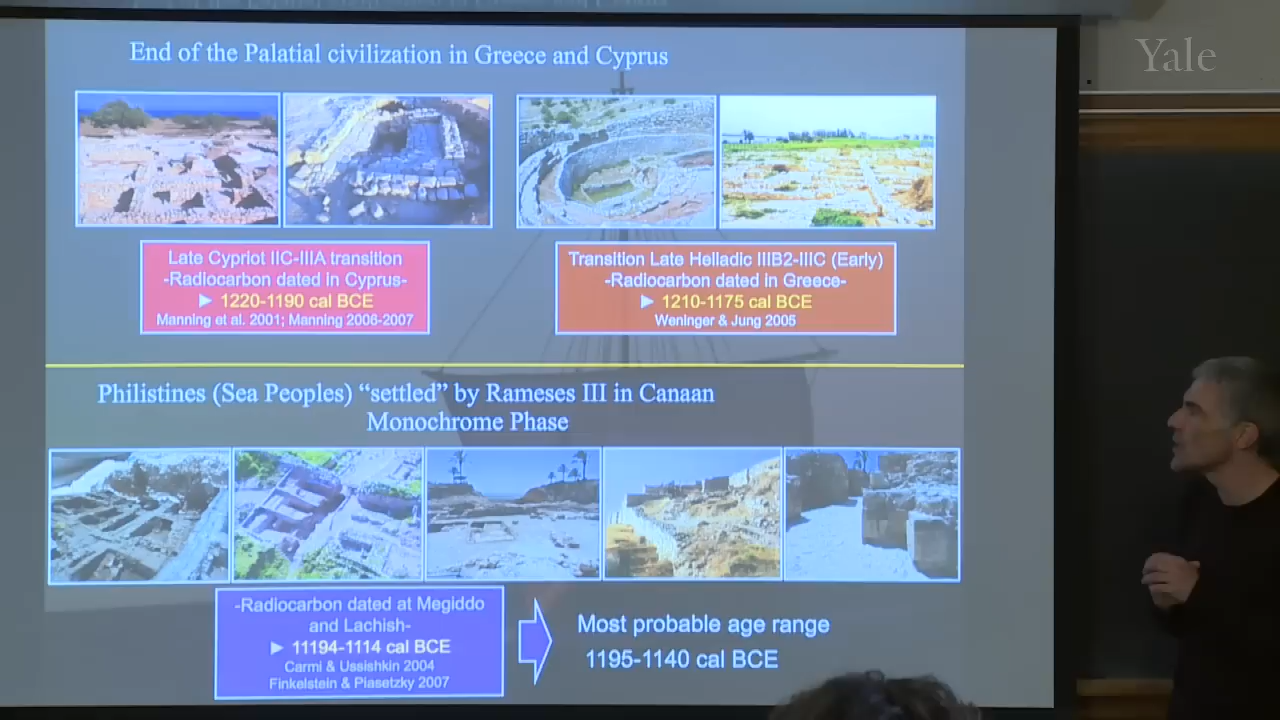 Yale
End of the Palatial civilization in Greece and Cyprus
Late Cypriot IIC-IIIA transition
-Radiocarbon dated in Cyprus-
► 1220-1190 cal BCE
Manning et al. 2001; Manning 2006-2007
Transition Late Helladic IIIB2-IIIC (Early)
-Radiocarbon dated in Greece-
► 1210-1175 cal BCE
Weninger & Jung 2005
Philistines (Sea Peoples) “settled” by Rameses III in Canaan
Monochrome Phase
-Radiocarbon dated at Megiddo
and Lachish-
► 11194-1114 cal BCE
Carmi & Ussishkin 2004
Finkelstein & Piasetzky 2007
Most probable age range
1195-1140 cal BCE